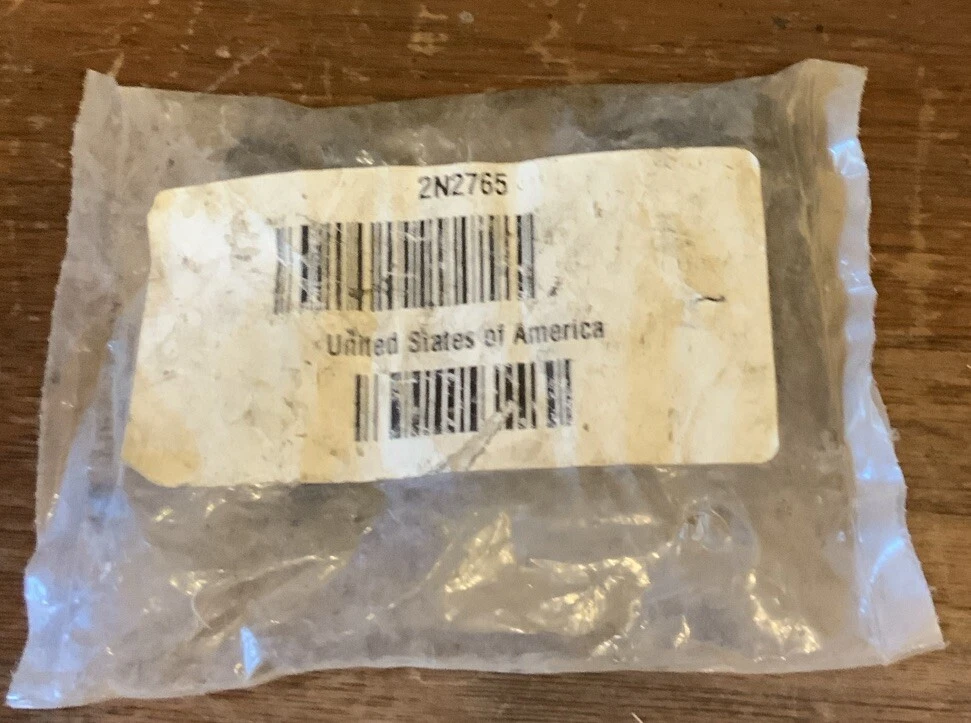 2N2765
United States of America